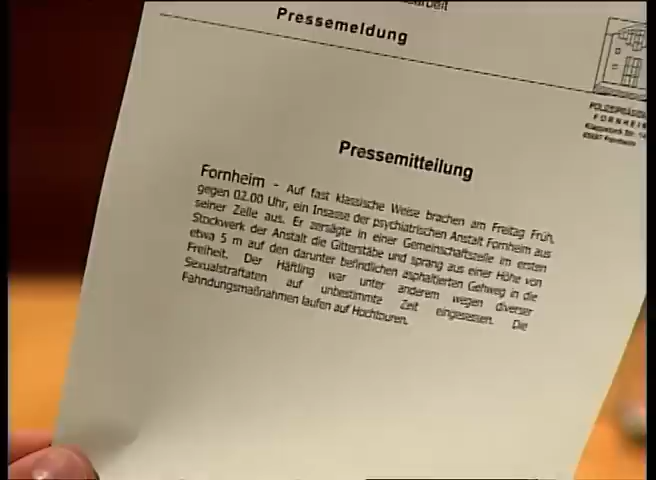 Pressemeldung
POLIZEIPRÄSIDI
FORNHEIM
Pressemitteilung
Fornheim - Auf fast klassische Weise brachen am Freitag Früh,
gegen 02.00 Uhr, ein Insasse der psychiatrischen Anstalt Fornheim aus
seiner Zelle aus. Er zersägte in einer Gemeinschaftszelle im ersten
Stockwerk der Anstalt die Gitterstäbe und sprang aus einer Höhe von
etwa 5 m auf den darunter befindlichen asphaltierten Gehweg in die
Freiheit. Der Häftling war unter anderem wegen diverser
Sexualstraftaten auf unbestimmte Zeit eingesessen. Die
Fahndungsmaßnahmen laufen auf Hochtouren.